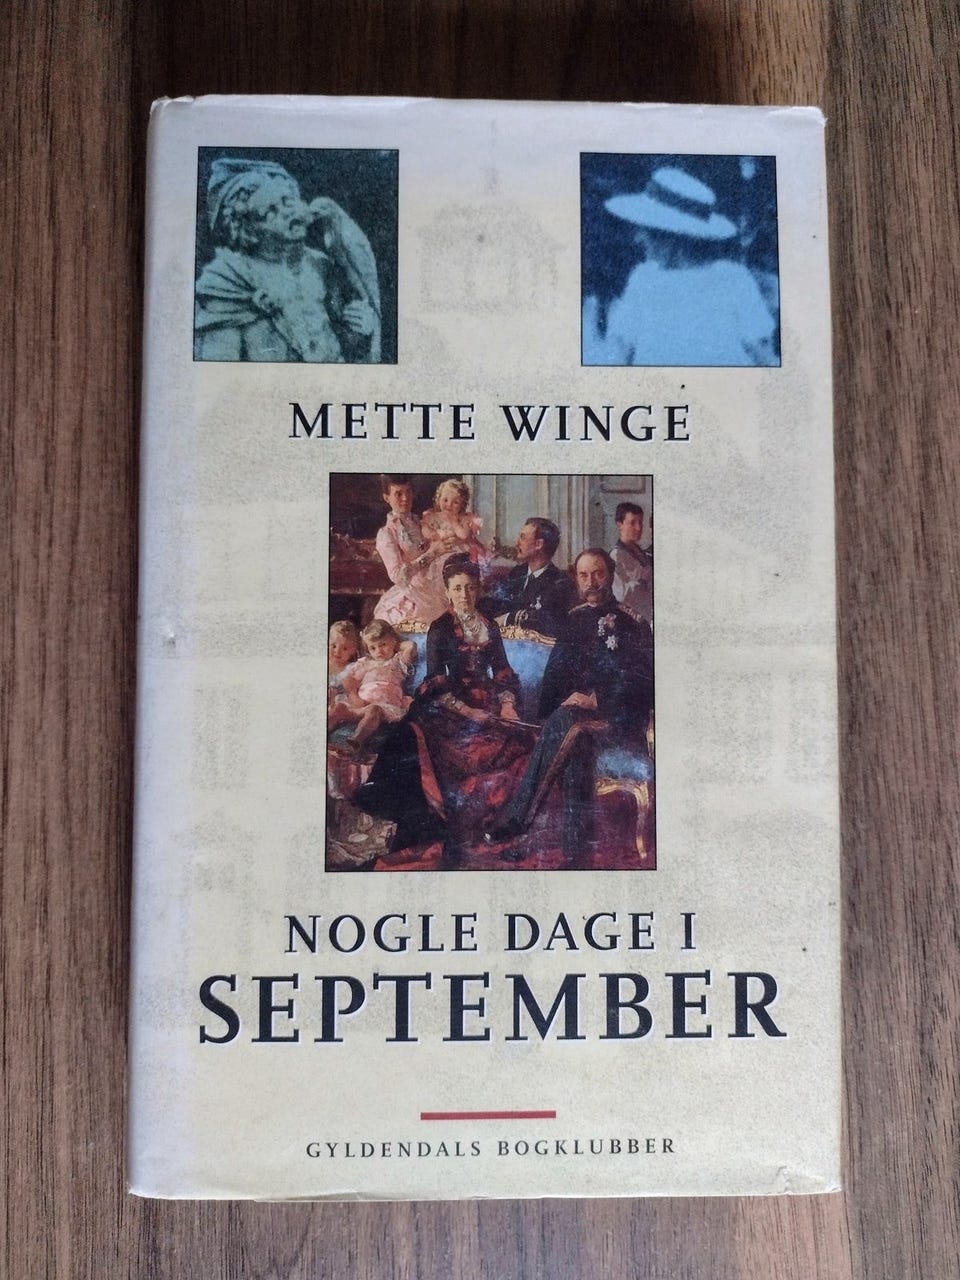 METTE WINGE
NOGLE DAGE I
SEPTEMBER
GYLDENDALS BOGKLUBBER